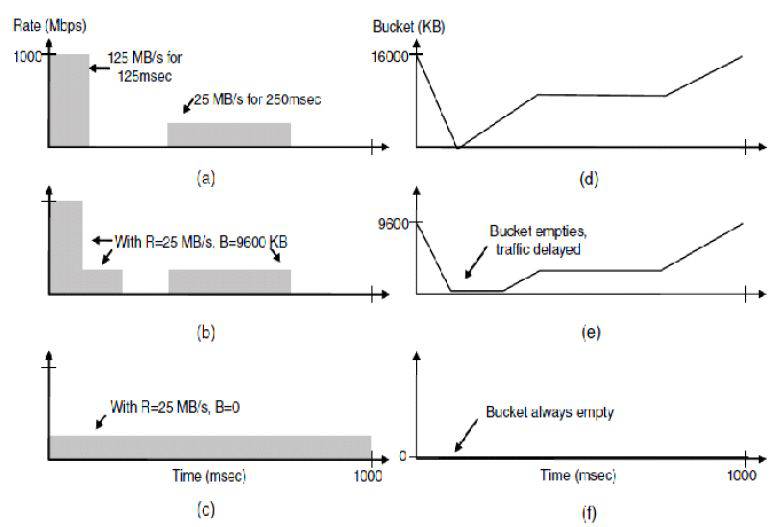 Rate (Mbps)
1000
125 MB/s for
125msec
25 MB/s for 250msec
(a)
Bucket (KB)
16000
(d)
With R=25 MB/s. B=9600 KB
(b)
9600
Bucket empties,
traffic delayed
(e)
With R=25 MB/s, B=0
Time (msec)
1000
(c)
Bucket always empty
0
Time (msec)
1000
(f)